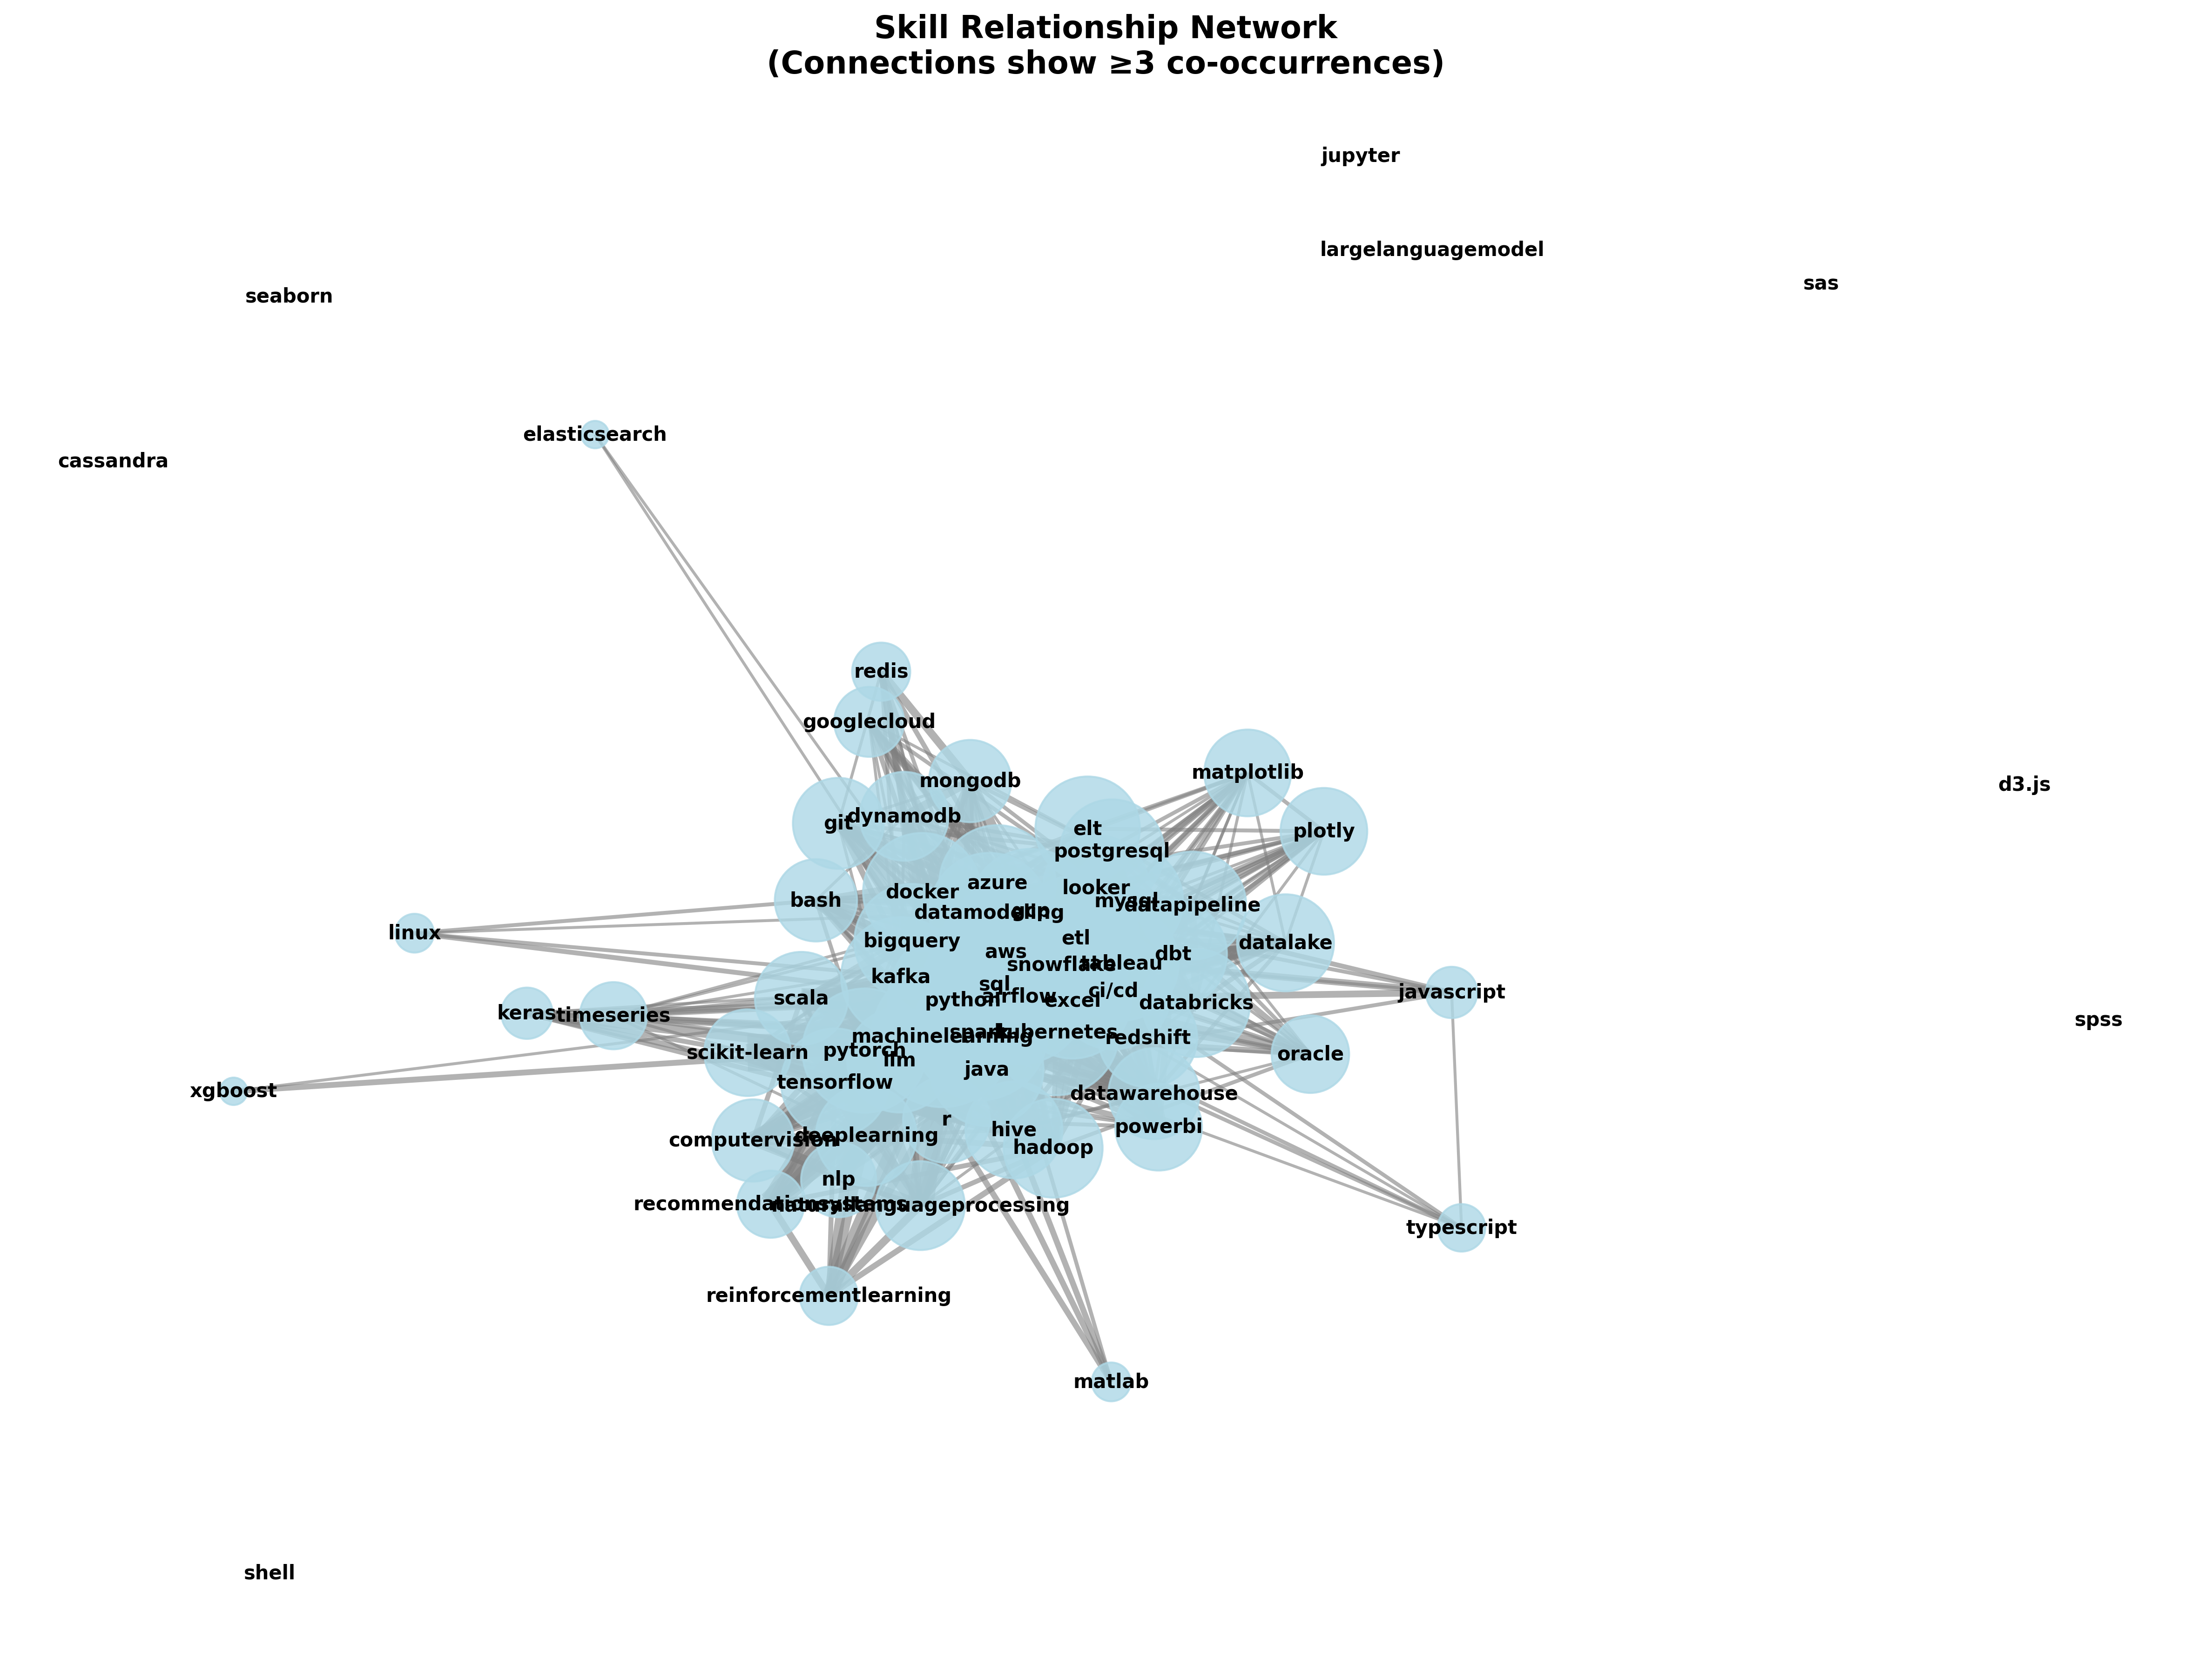 Skill Relationship Network
(Connections show ≥3 co-occurrences)
jupyter
largelanguagemodel
sas
seaborn
elasticsearch
cassandra
redis
googlecloud
matplotlib
mongodb
d3.js
dynamodb
git
elt
plotly
postgresql
azure
looker
docker
bash
mysql
datapipeline
datamodeling
gcp
linux
etl
bigquery
datalake
aws
dbt
snowflake
tableau
kafka
sql
ci/cd
javascript
scala
python
airflow
excel
databricks
keras
timeseries
spss
machinelearning
spark
kubernetes
redshift
pytorch
scikit-learn
oracle
llm
java
tensorflow
xgboost
datawarehouse
r
powerbi
hive
deeplearning
computervision
hadoop
nlp
recommendationsystems
naturallanguageprocessing
typescript
reinforcementlearning
matlab
shell